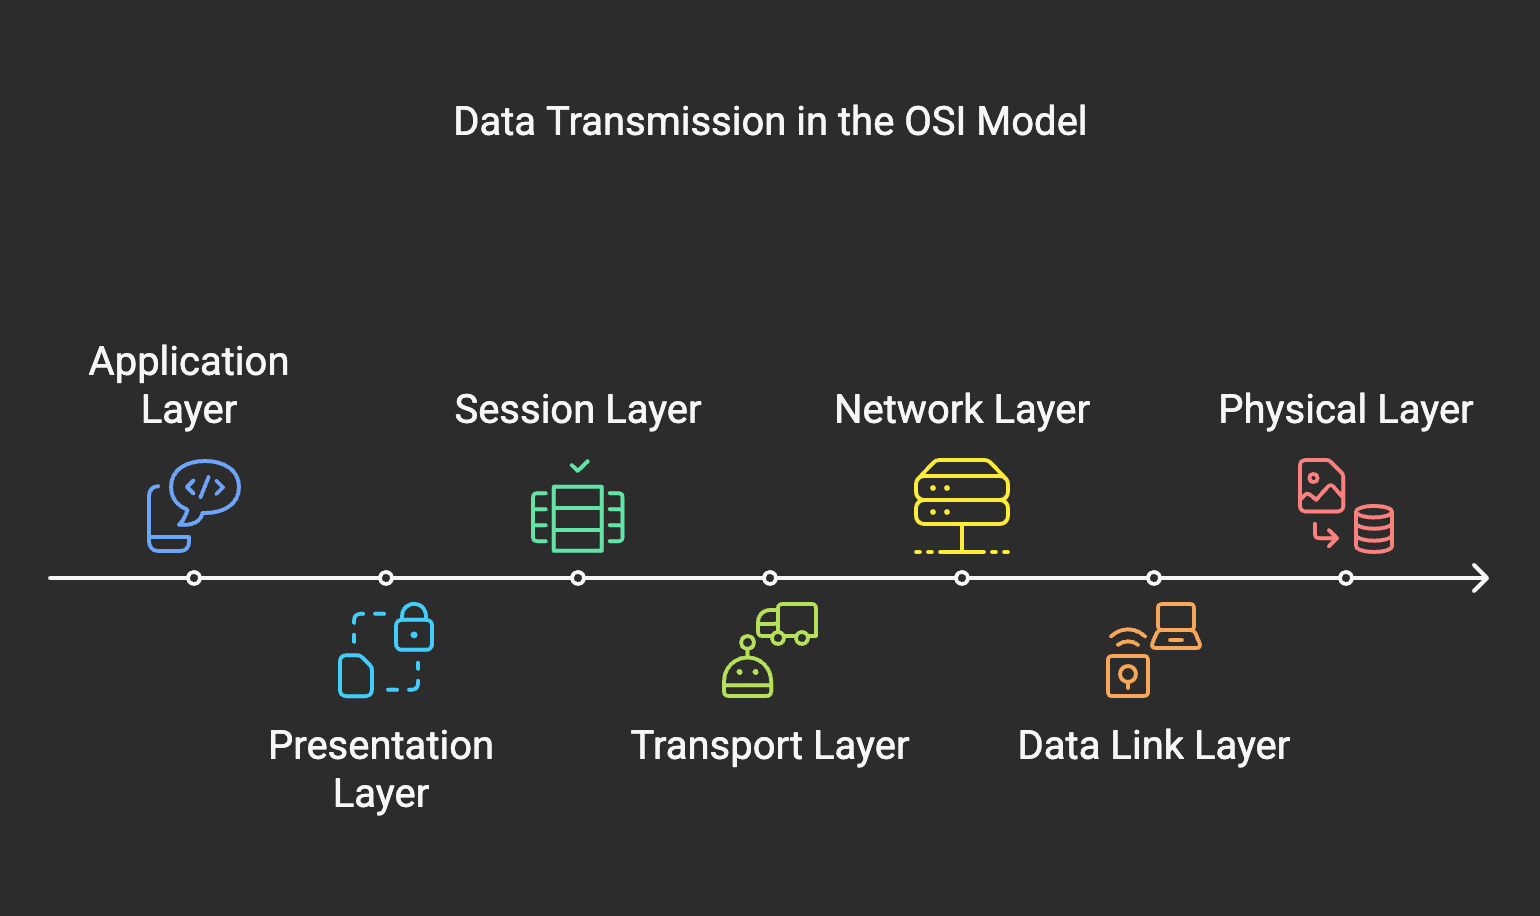 Data Transmission in the OSI Model
Application
Layer
Session Layer
Network Layer
Physical Layer
</>
Presentation
Layer
Transport Layer
Data Link Layer